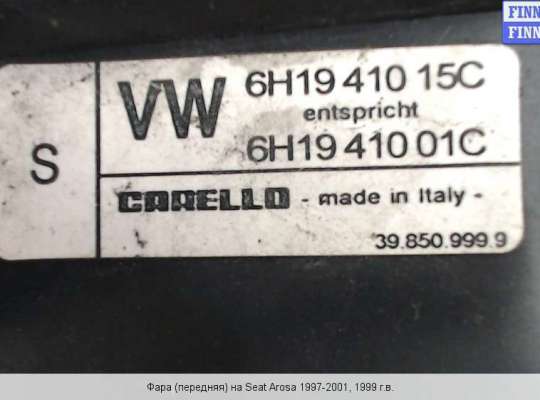 FINN
FINN
S
VW
6H19 410 15C
entspricht
6H19 410 01C
CARELLO - made in Italy -
39.850.999.9
Фара (передняя) на Seat Arosa 1997-2001, 1999 г.в.